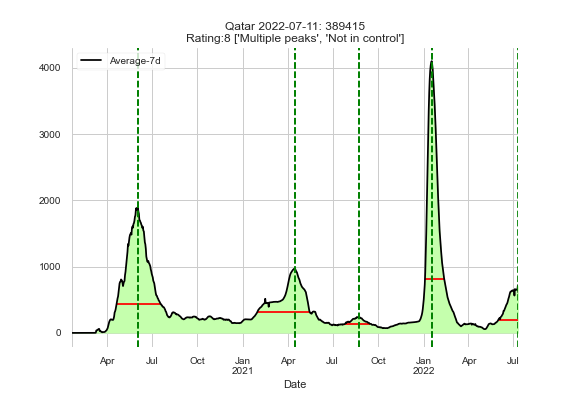 Qatar 2022-07-11: 389415
Rating:8 ['Multiple peaks', 'Not in control']
Average-7d
4000
3000
2000
1000
0
Apr Jul Oct Jan Apr Jul Oct Jan Apr Jul
2021 2022
Date